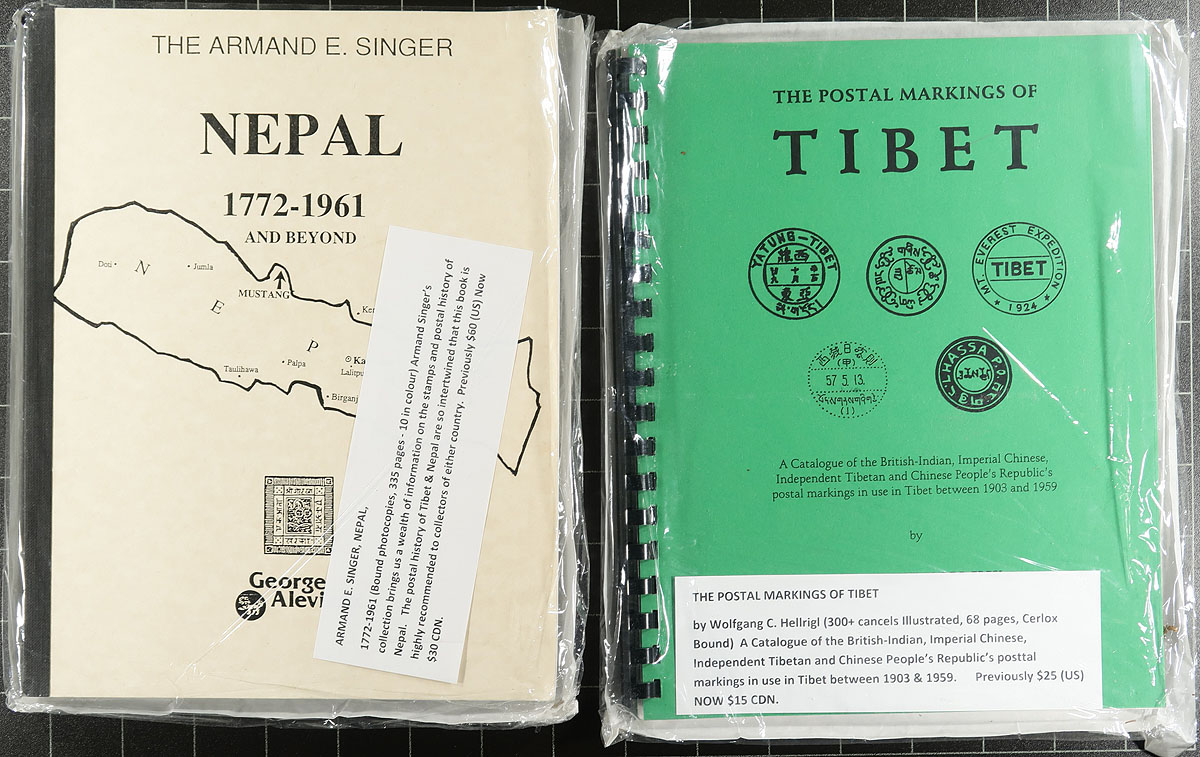 THE ARMAND E. SINGER
NEPAL
1772-1961
AND BEYOND
Doti
N
Jumla
MUSTANG
E
P
Palpa
Taulihawa
Birganj
George
Alevi
ARMAND E. SINGER, NEPAL,
1772-1961 (Bound photocopies, 335 pages - 10 in colour) Armand Singer's
collection brings us a wealth of information on the stamps and postal history of
Nepal. The postal history of Tibet & Nepal are so intertwined that this book is
highly recommended to collectors of either country. Previously $60 (US) Now
$30 CDN.
THE POSTAL MARKINGS OF
TIBET
YATUNG-TIBET
MT. EVEREST EXPEDITION
TIBET
1924
(甲)
57 5. 13.
(1)
LHASSA
A Catalogue of the British-Indian, Imperial Chinese,
Independent Tibetan and Chinese People's Republic's
postal markings in use in Tibet between 1903 and 1959
by
THE POSTAL MARKINGS OF TIBET
by Wolfgang C. Hellrigl (300+ cancels Illustrated, 68 pages, Cerlox
Bound) A Catalogue of the British-Indian, Imperial Chinese,
Independent Tibetan and Chinese People's Republic's posttal
markings in use in Tibet between 1903 & 1959. Previously $25 (US)
NOW $15 CDN.